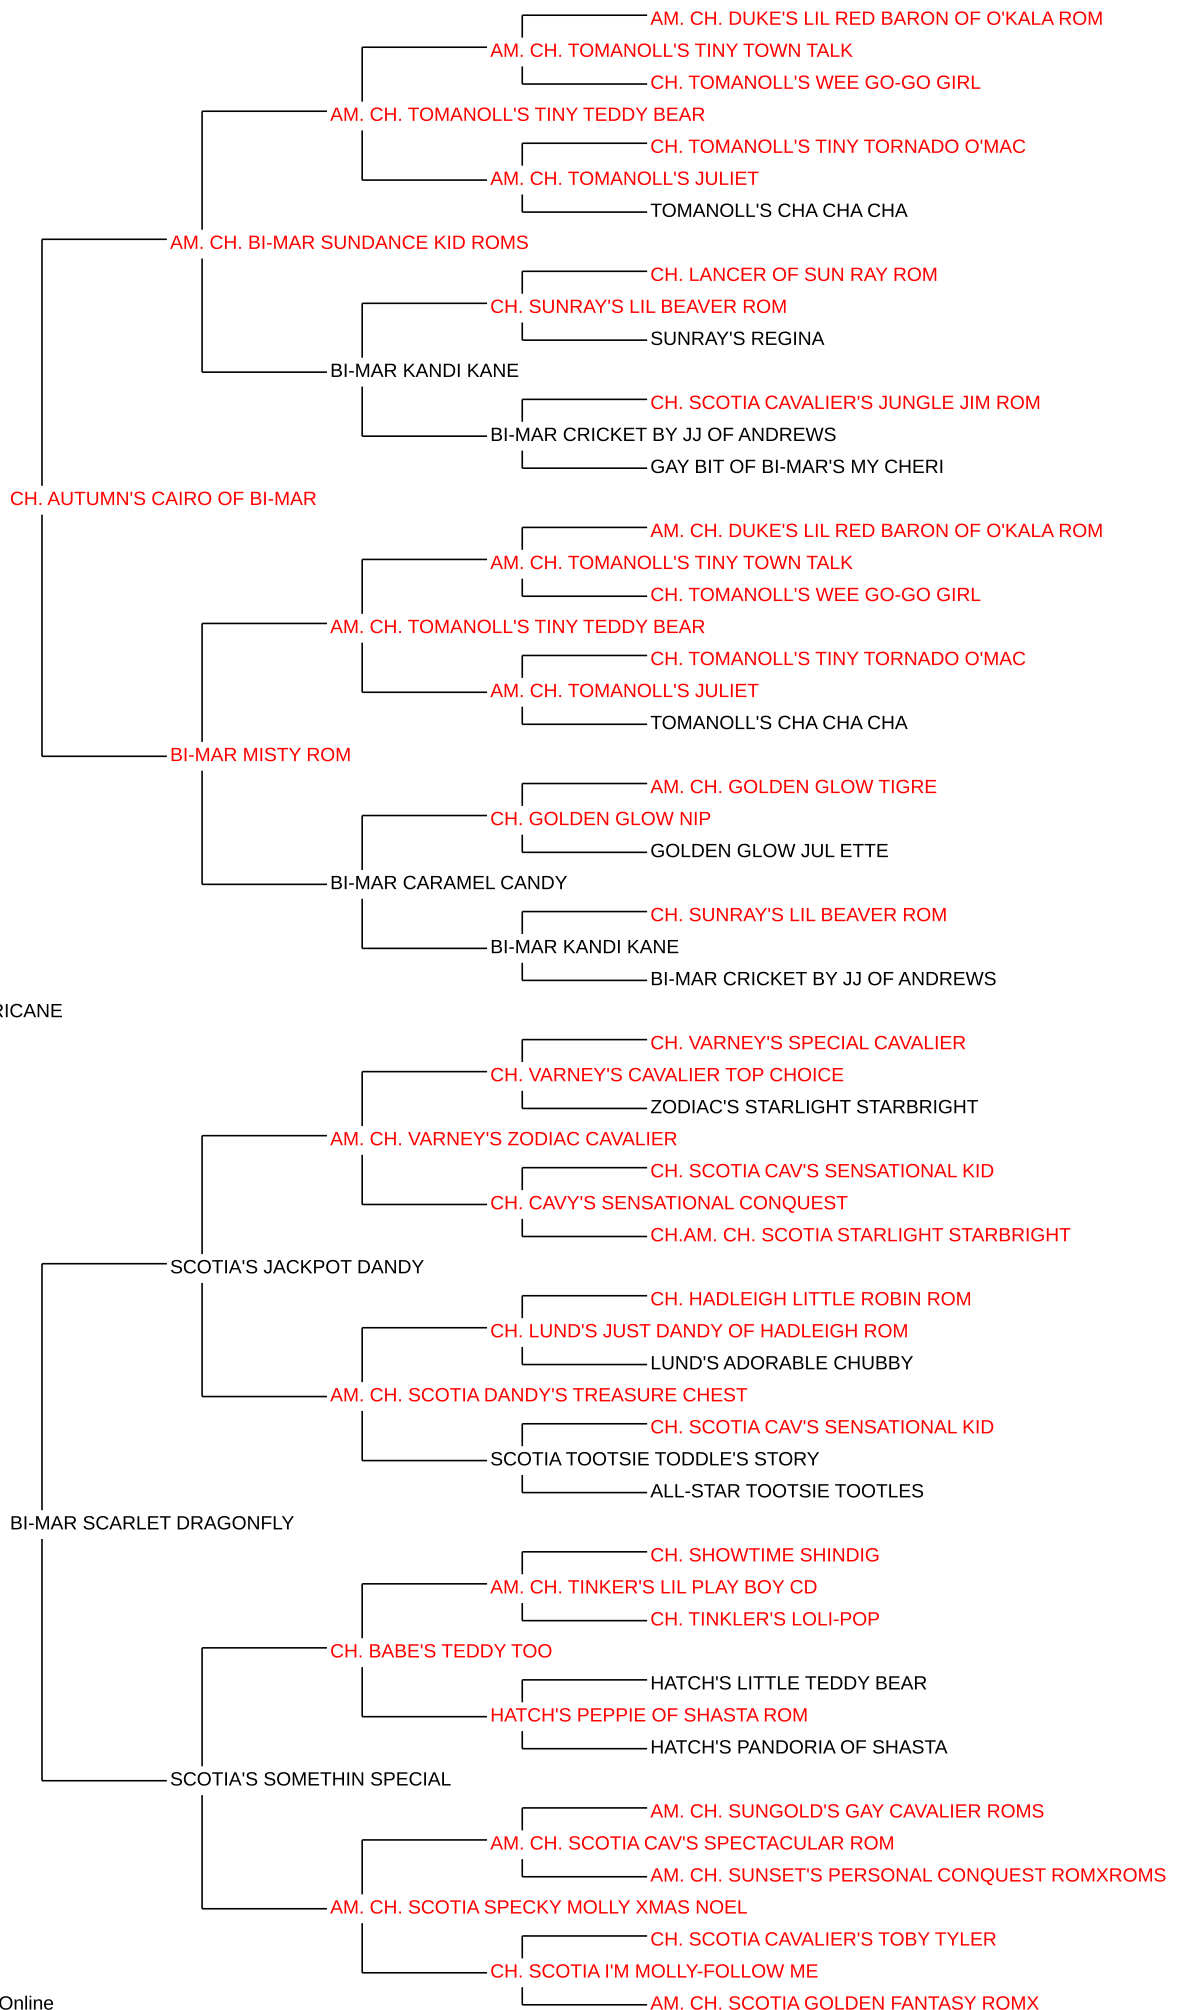 AM. CH. DUKE'S LIL RED BARON OF O'KALA ROM
AM. CH. TOMANOLL'S TINY TOWN TALK
CH. TOMANOLL'S WEE GO-GO GIRL
AM. CH. TOMANOLL'S TINY TEDDY BEAR
CH. TOMANOLL'S TINY TORNADO O'MAC
AM. CH. TOMANOLL'S JULIET
TOMANOLL'S CHA CHA CHA
AM. CH. BI-MAR SUNDANCE KID ROMS
CH. LANCER OF SUN RAY ROM
CH. SUNRAY'S LIL BEAVER ROM
SUNRAY'S REGINA
BI-MAR KANDI KANE
CH. SCOTIA CAVALIER'S JUNGLE JIM ROM
BI-MAR CRICKET BY JJ OF ANDREWS
GAY BIT OF BI-MAR'S MY CHERI
CH. AUTUMN'S CAIRO OF BI-MAR
AM. CH. DUKE'S LIL RED BARON OF O'KALA ROM
AM. CH. TOMANOLL'S TINY TOWN TALK
CH. TOMANOLL'S WEE GO-GO GIRL
AM. CH. TOMANOLL'S TINY TEDDY BEAR
CH. TOMANOLL'S TINY TORNADO O'MAC
AM. CH. TOMANOLL'S JULIET
TOMANOLL'S CHA CHA CHA
BI-MAR MISTY ROM
AM. CH. GOLDEN GLOW TIGRE
CH. GOLDEN GLOW NIP
GOLDEN GLOW JUL ETTE
BI-MAR CARAMEL CANDY
CH. SUNRAY'S LIL BEAVER ROM
BI-MAR KANDI KANE
BI-MAR CRICKET BY JJ OF ANDREWS
RICANE
CH. VARNEY'S SPECIAL CAVALIER
CH. VARNEY'S CAVALIER TOP CHOICE
ZODIAC'S STARLIGHT STARBRIGHT
AM. CH. VARNEY'S ZODIAC CAVALIER
CH. SCOTIA CAV'S SENSATIONAL KID
CH. CAVY'S SENSATIONAL CONQUEST
CH.AM. CH. SCOTIA STARLIGHT STARBRIGHT
SCOTIA'S JACKPOT DANDY
CH. HADLEIGH LITTLE ROBIN ROM
CH. LUND'S JUST DANDY OF HADLEIGH ROM
LUND'S ADORABLE CHUBBY
AM. CH. SCOTIA DANDY'S TREASURE CHEST
CH. SCOTIA CAV'S SENSATIONAL KID
SCOTIA TOOTSIE TODDLE'S STORY
ALL-STAR TOOTSIE TOOTLES
BI-MAR SCARLET DRAGONFLY
CH. SHOWTIME SHINDIG
AM. CH. TINKER'S LIL PLAY BOY CD
CH. TINKLER'S LOLI-POP
CH. BABE'S TEDDY TOO
HATCH'S LITTLE TEDDY BEAR
HATCH'S PEPPIE OF SHASTA ROM
HATCH'S PANDORIA OF SHASTA
SCOTIA'S SOMETHIN SPECIAL
AM. CH. SUNGOLD'S GAY CAVALIER ROMS
AM. CH. SCOTIA CAV'S SPECTACULAR ROM
AM. CH. SUNSET'S PERSONAL CONQUEST ROMXROMS
AM. CH. SCOTIA SPECKY MOLLY XMAS NOEL
CH. SCOTIA CAVALIER'S TOBY TYLER
CH. SCOTIA I'M MOLLY-FOLLOW ME
Online
AM. CH. SCOTIA GOLDEN FANTASY ROMX